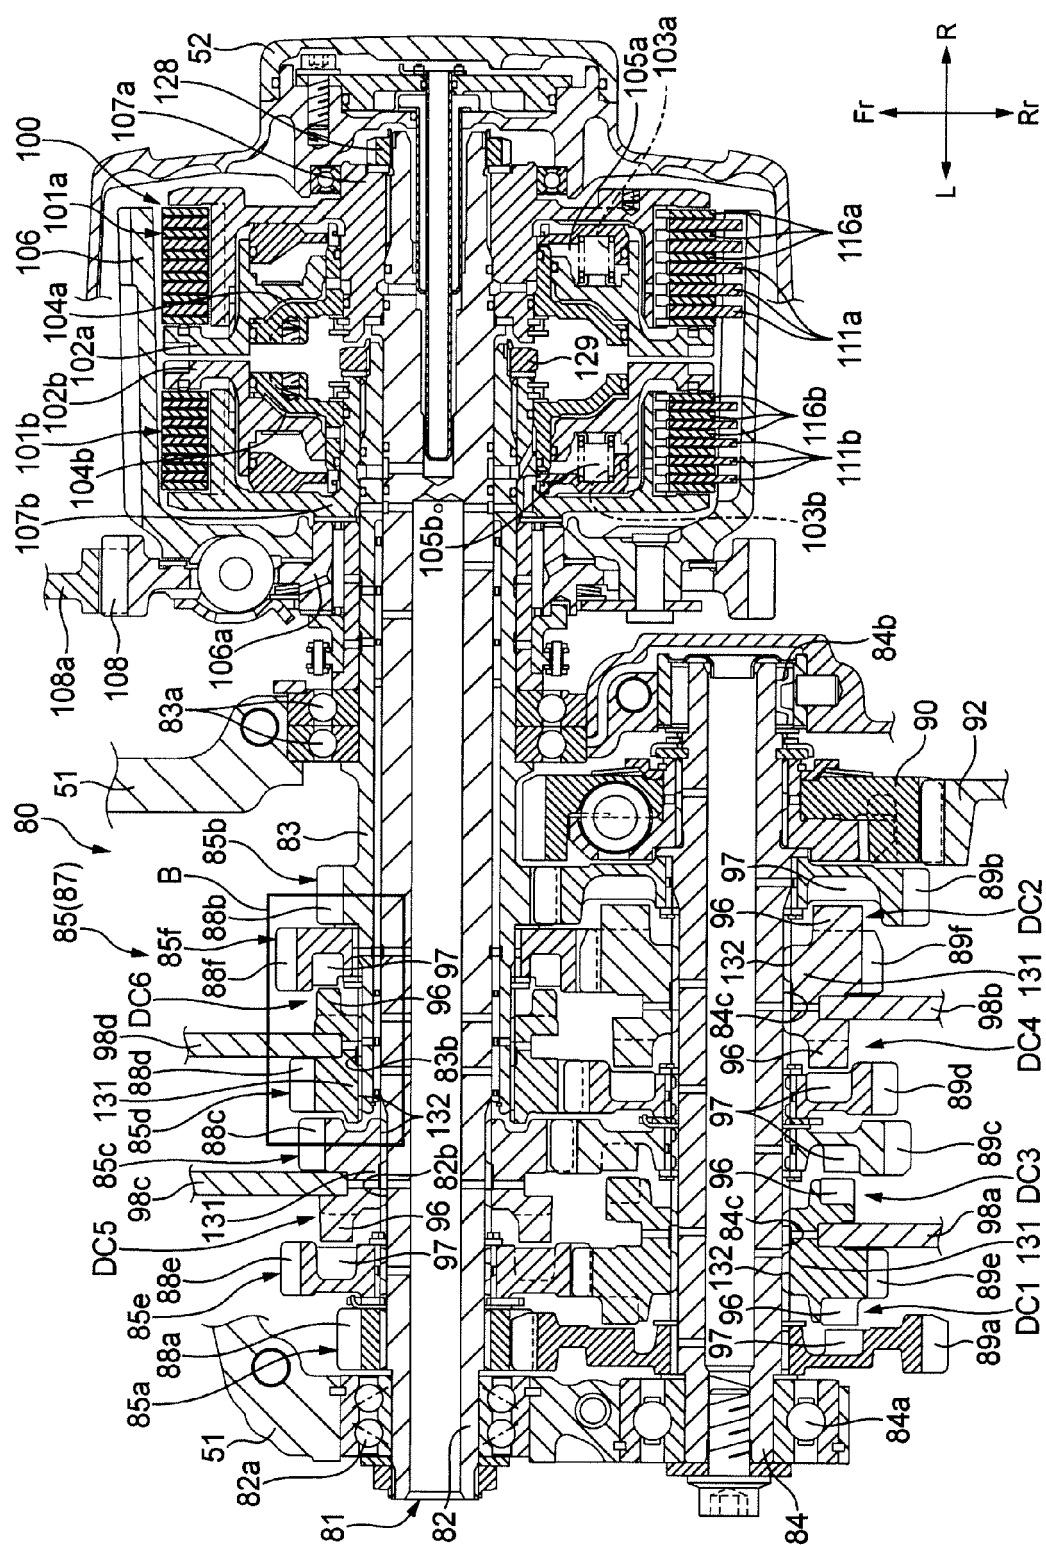 52
128
107a
100
101a
106
104a
102a
102b
101b
104b
107b
108a
108
106a
83a
51
83
80
85(87)
B
85b
88b
85f
88f
DC6
98d
88d
131
85d
88c
85c
98c
131
DC5
88e
85e
88a
85a
51
82a
81
103a
105a
116a
111a
129
116b
111b
103b
105b
97
96
83b
132
82b
96
97
82
84b
90
92
97
89b
DC2
96
132
89f
131
84c
98b
DC4
96
97
89d
89c
96
DC3
84c
98a
131
132
89e
96
DC1
97
89a
84a
84
Fr
R
L
Rr